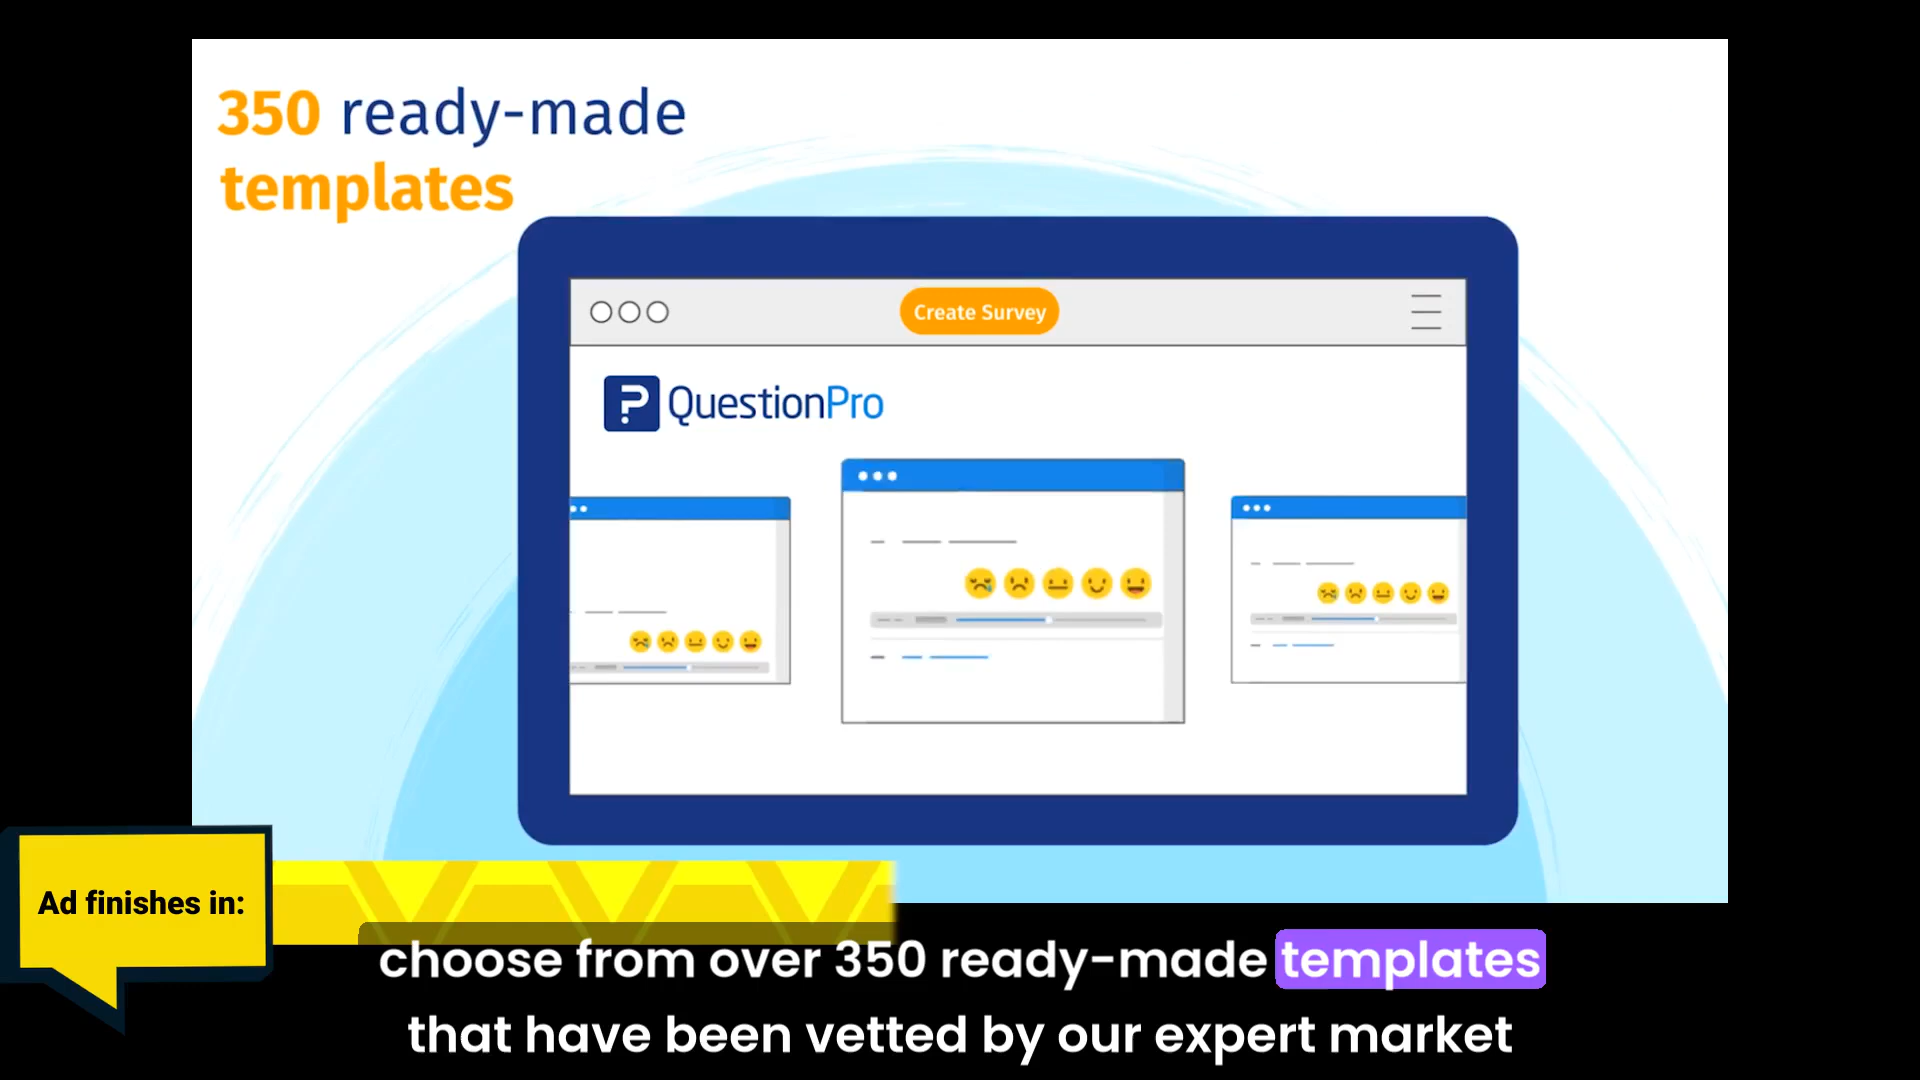 350 ready-made
templates
Create Survey
QuestionPro
Ad finishes in:
choose from over 350 ready-made templates
that have been vetted by our expert market